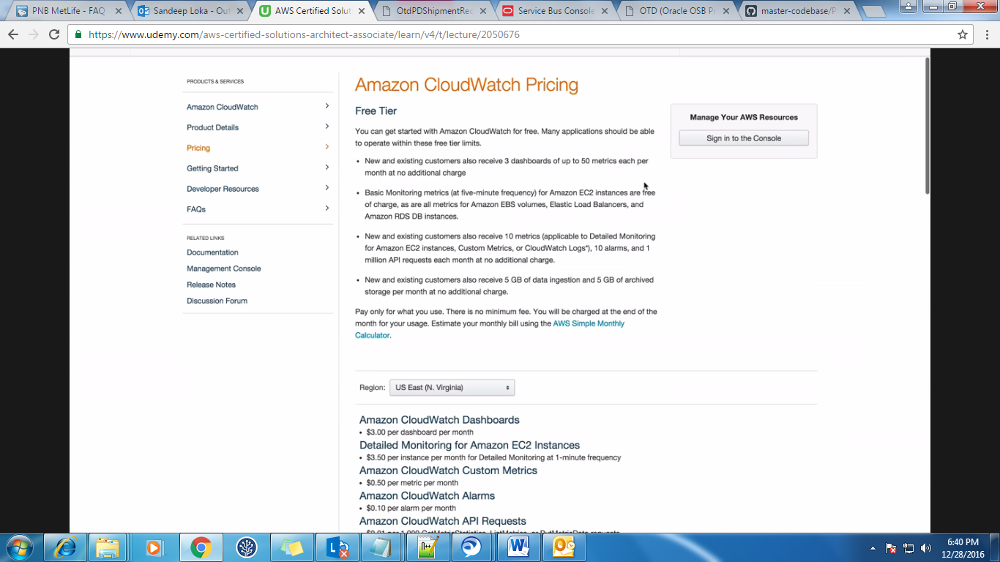 PNB MetLife - FAQ
Sandeep Loka - Out
AWS Certified Solut
OtdPDShipmentRec
Service Bus Console
OTD (Oracle OSB Pr
master-codebase/P
https://www.udemy.com/aws-certified-solutions-architect-associate/learn/v4/t/lecture/2050676
PRODUCTS & SERVICES
Amazon CloudWatch
Product Details
Pricing
Getting Started
Developer Resources
FAQs
RELATED LINKS
Documentation
Management Console
Release Notes
Discussion Forum
Amazon CloudWatch Pricing
Free Tier
You can get started with Amazon CloudWatch for free. Many applications should be able
to operate within these free tier limits.
• New and existing customers also receive 3 dashboards of up to 50 metrics each per
month at no additional charge
• Basic Monitoring metrics (at five-minute frequency) for Amazon EC2 instances are free
of charge, as are all metrics for Amazon EBS volumes, Elastic Load Balancers, and
Amazon RDS DB instances.
• New and existing customers also receive 10 metrics (applicable to Detailed Monitoring
for Amazon EC2 instances, Custom Metrics, or CloudWatch Logs*), 10 alarms, and 1
million API requests each month at no additional charge.
• New and existing customers also receive 5 GB of data ingestion and 5 GB of archived
storage per month at no additional charge.
Pay only for what you use. There is no minimum fee. You will be charged at the end of the
month for your usage. Estimate your monthly bill using the AWS Simple Monthly
Calculator.
Manage Your AWS Resources
Sign in to the Console
Region: US East (N. Virginia)
Amazon CloudWatch Dashboards
• $3.00 per dashboard per month
Detailed Monitoring for Amazon EC2 Instances
• $3.50 per instance per month for Detailed Monitoring at 1-minute frequency
Amazon CloudWatch Custom Metrics
• $0.50 per metric per month
Amazon CloudWatch Alarms
• $0.10 per alarm per month
Amazon CloudWatch API Requests
• $0.01 per 1,000 GetMetricStatistics, ListMetrics, or PutMetricData requests
6:40 PM
12/28/2016